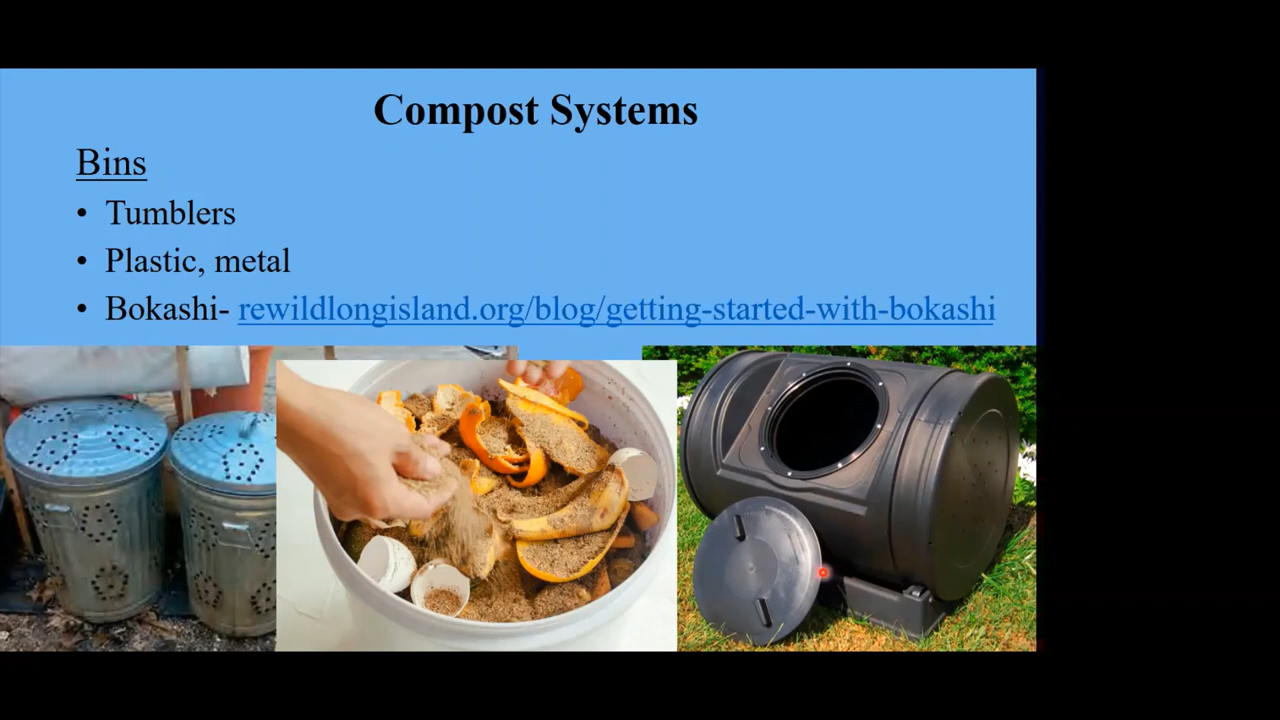 Compost Systems
Bins
• Tumblers
• Plastic, metal
• Bokashi- rewildlongisland.org/blog/getting-started-with-bokashi